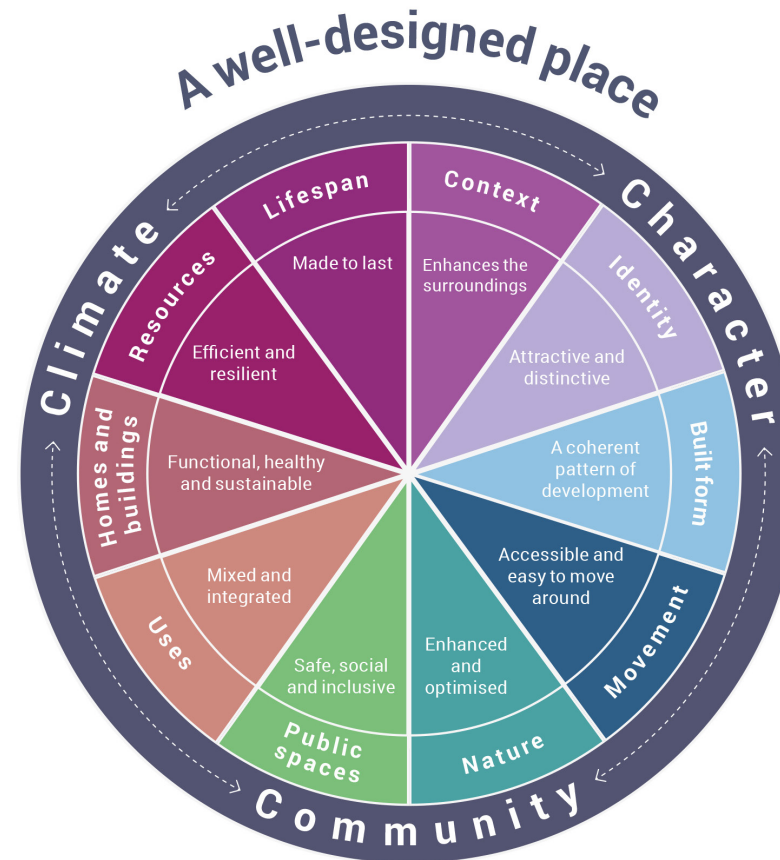 A well-designed place
Climate
Character
Community
Context
Enhances the
surroundings
Identity
Attractive and
distinctive
Built form
A coherent
pattern of
development
Movement
Accessible and
easy to move
around
Nature
Enhanced
and
optimised
Public
spaces
Safe, social
and inclusive
Uses
Mixed and
integrated
Homes and
buildings
Functional, healthy
and sustainable
Resources
Efficient and
resilient
Lifespan
Made to last